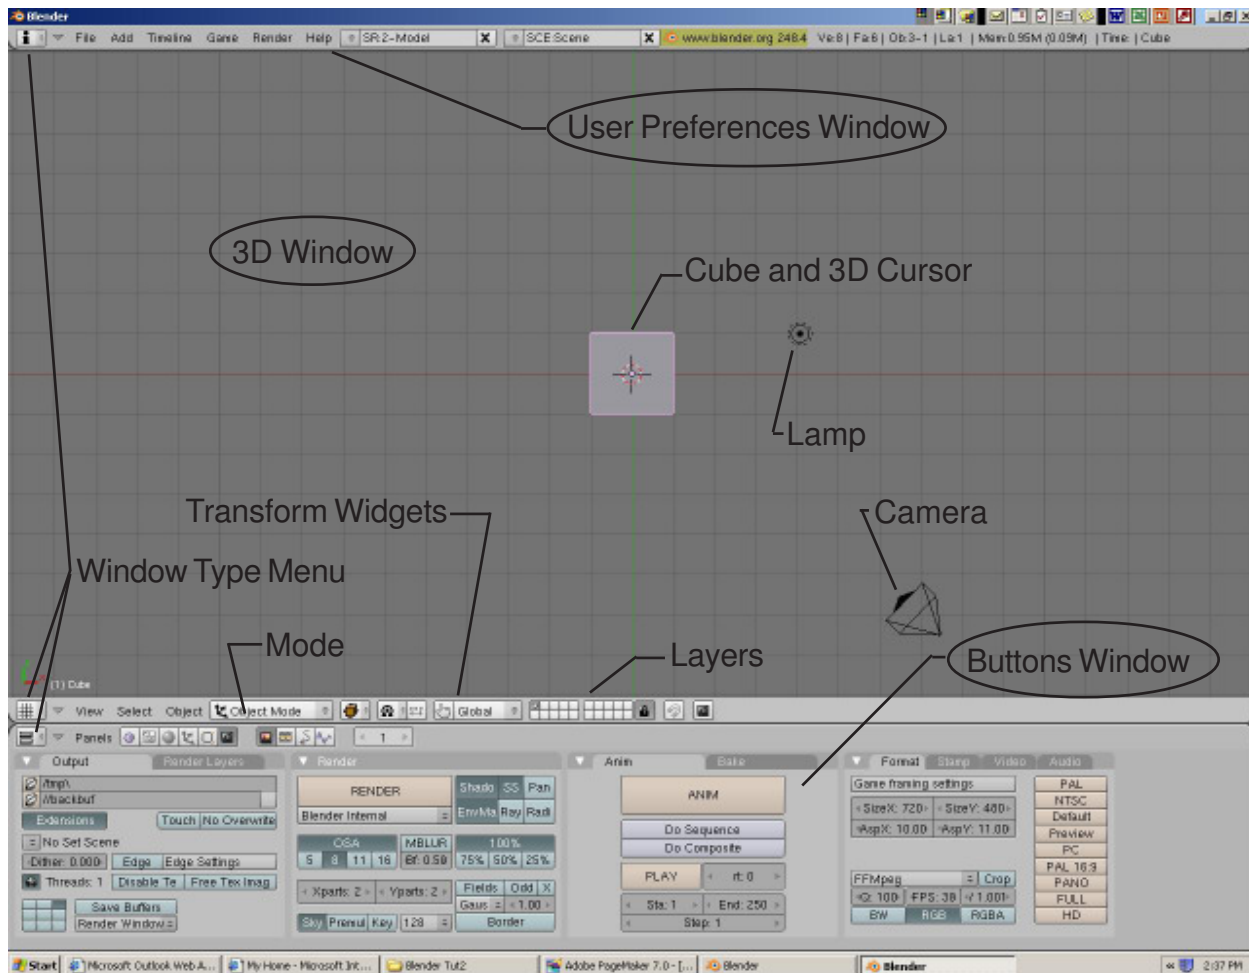 Blender
File Add Timeline Game Render Help SR:2-Model X SCE:Scene X www.blender.org 248.4 Ve:8 | Fa:6 | Ob:3-1 | La:1 | Mem:0.95M (0.09M) | Time: | Cube
User Preferences Window
3D Window
Cube and 3D Cursor
Lamp
Transform Widgets
Camera
Window Type Menu
Mode
Layers
Buttons Window
(1) Cube
View Select Object Object Mode Global
Panels 1
Output Render Layers Render Anim Bake Format Stamp Video Audio
/tmp\
//backbuf
Extensions Touch No Overwrite
No Set Scene
Dither: 0.000 Edge Edge Settings
Threads: 1 Disable Te Free Tex Imag
Save Buffers
Render Window
RENDER
Blender Internal
Shado SS Pan
EnvMa Ray Radi
OSA MBLUR 100%
5 8 11 16 Bf: 0.50 75% 50% 25%
Xparts: 2 Yparts: 2 Fields Odd X
Gaus 1.00
Sky Premul Key 128 Border
ANIM
Do Sequence
Do Composite
PLAY rt: 0
Sta: 1 End: 250
Step: 1
Game framing settings
SizeX: 720 SizeY: 480
AspX: 10.00 AspY: 11.00
FFMpeg Crop
Q: 100 FPS: 30 / 1.001
BW RGB RGBA
PAL
NTSC
Default
Preview
PC
PAL 16:9
PANO
FULL
HD
Start Microsoft Outlook Web A... My Home - Microsoft Int... Blender Tut2 Adobe PageMaker 7.0 - [... Blender Blender 2:37 PM